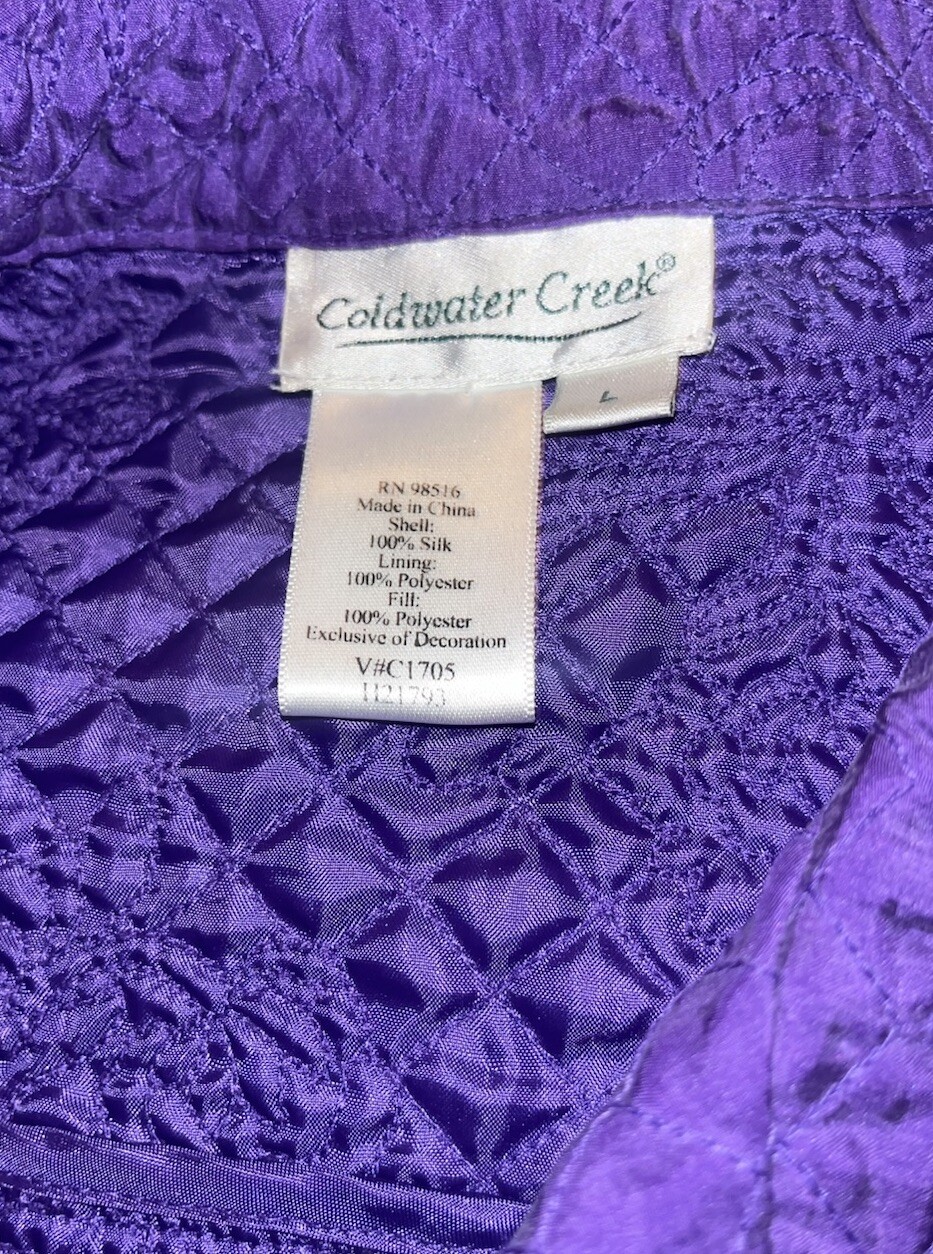 Coldwater Creek®
L
RN 98516
Made in China
Shell:
100% Silk
Lining:
100% Polyester
Fill:
100% Polyester
Exclusive of Decoration
V#C1705
H21793